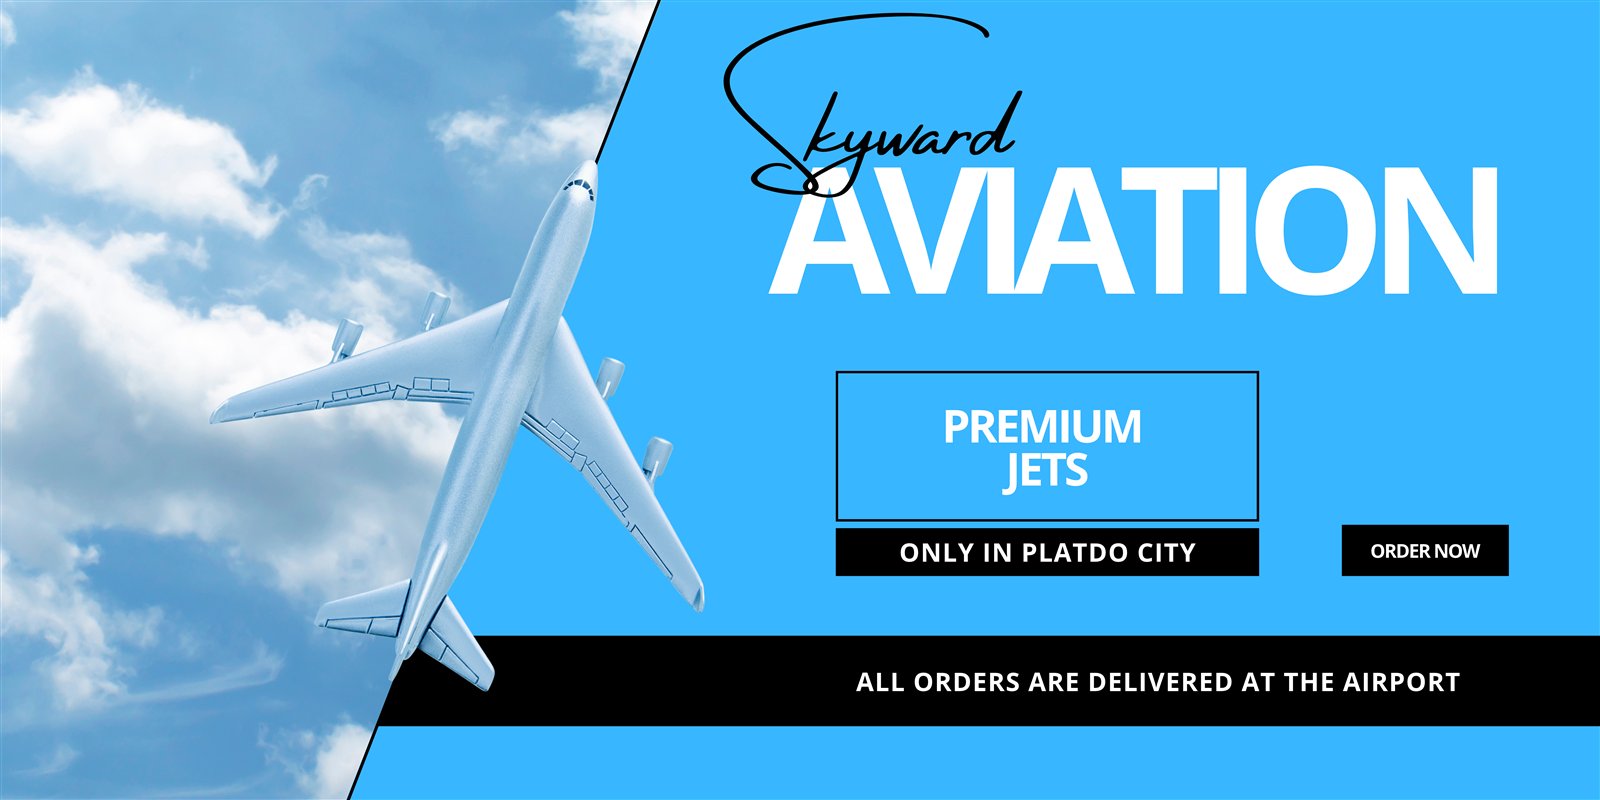 Skyward
AVIATION
PREMIUM
JETS
ONLY IN PLATDO CITY
ORDER NOW
ALL ORDERS ARE DELIVERED AT THE AIRPORT